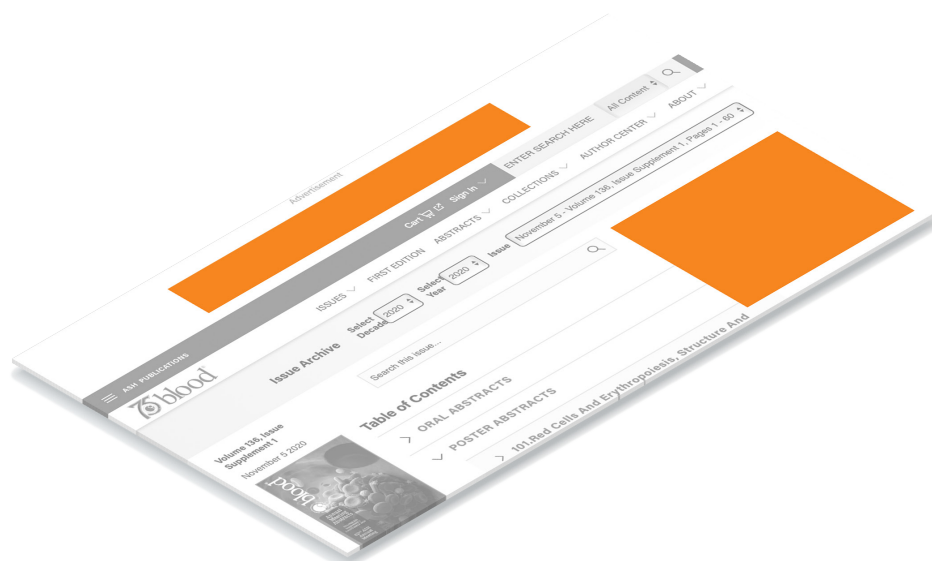 Advertisement
ASH PUBLICATIONS
Cart
Sign In
ENTER SEARCH HERE
All Content
75 blood
ISSUES
FIRST EDITION
ABSTRACTS
COLLECTIONS
AUTHOR CENTER
ABOUT
Issue Archive
Select
Decade
2020
Select
Year
2020
Issue
November 5 - Volume 136, Issue Supplement 1, Pages 1 - 60
Volume 136, Issue
Supplement 1
November 5 2020
blood
Search this issue...
Table of Contents
ORAL ABSTRACTS
POSTER ABSTRACTS
101.Red Cells And Erythropoiesis, Structure And